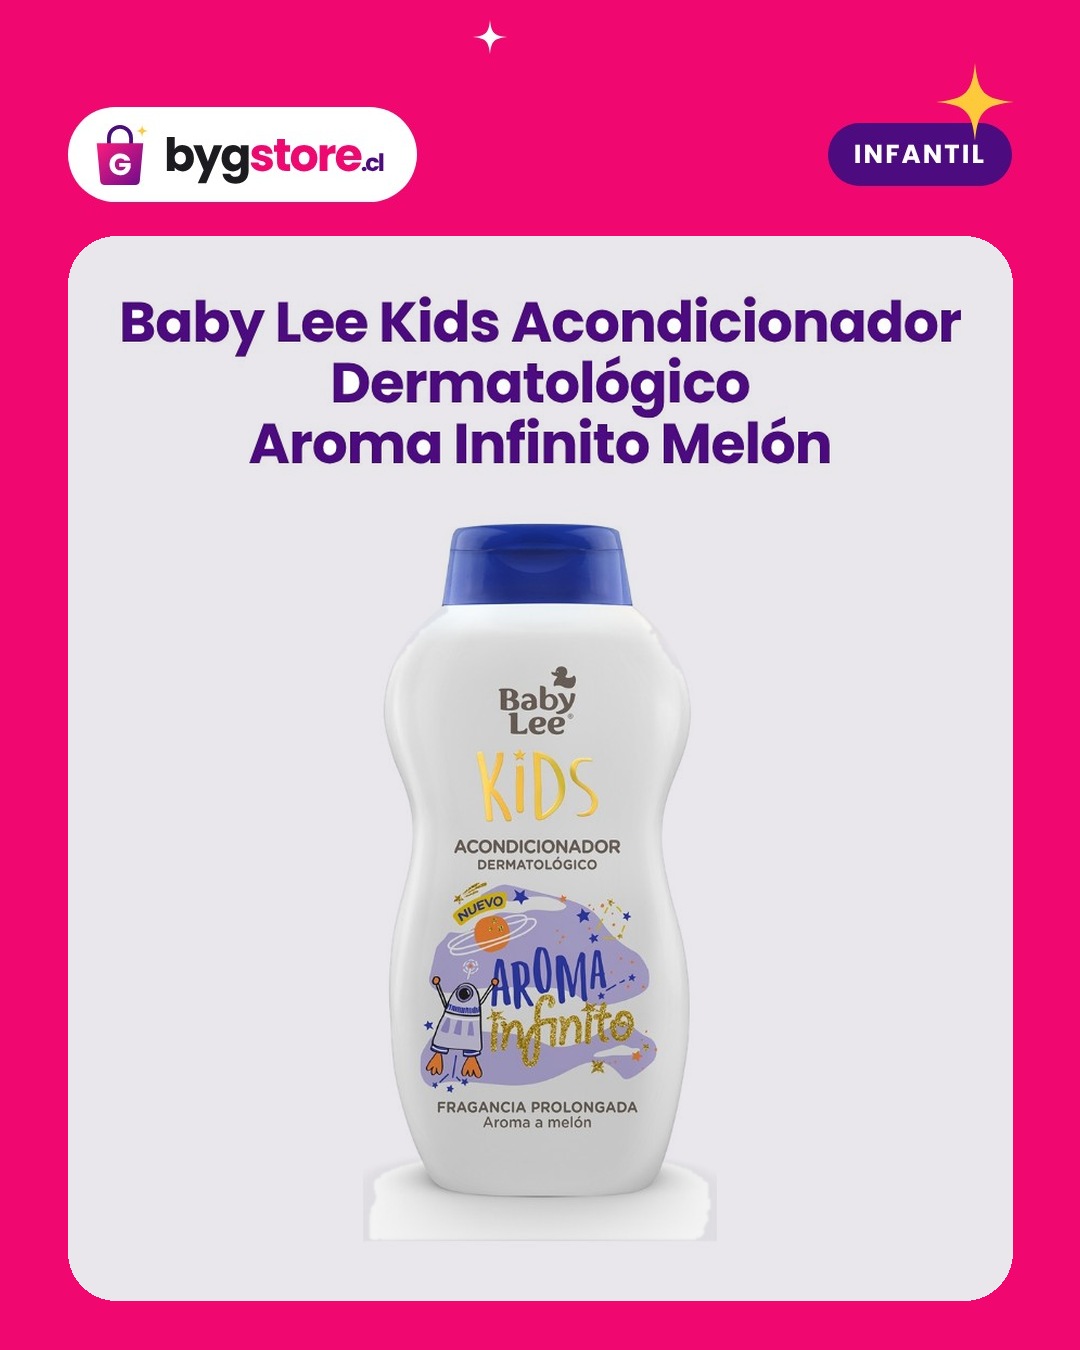 bygstore.cl
INFANTIL
Baby Lee Kids Acondicionador
Dermatológico
Aroma Infinito Melón
Baby
Lee®
KiDS
ACONDICIONADOR
DERMATOLÓGICO
NUEVO
AROMA
infinito
FRAGANCIA PROLONGADA
Aroma a melón